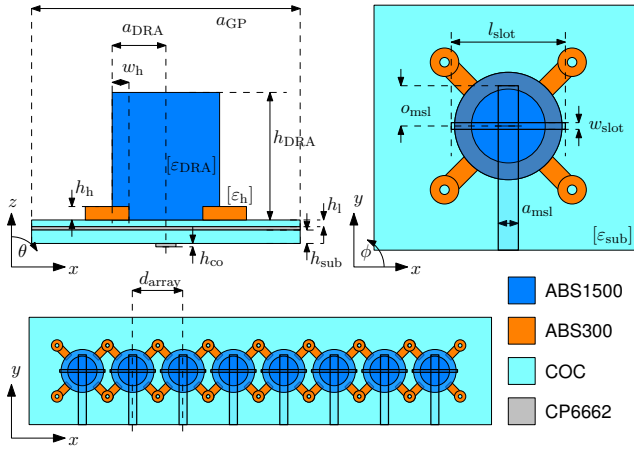 a_DRA
a_GP
w_h
h_DRA
[ε_DRA]
h_h
[ε_h]
h_l
z
θ
x
h_co
h_sub
l_slot
o_msl
w_slot
a_msl
y
ϕ
x
[ε_sub]
d_array
y
x
ABS1500
ABS300
COC
CP6662